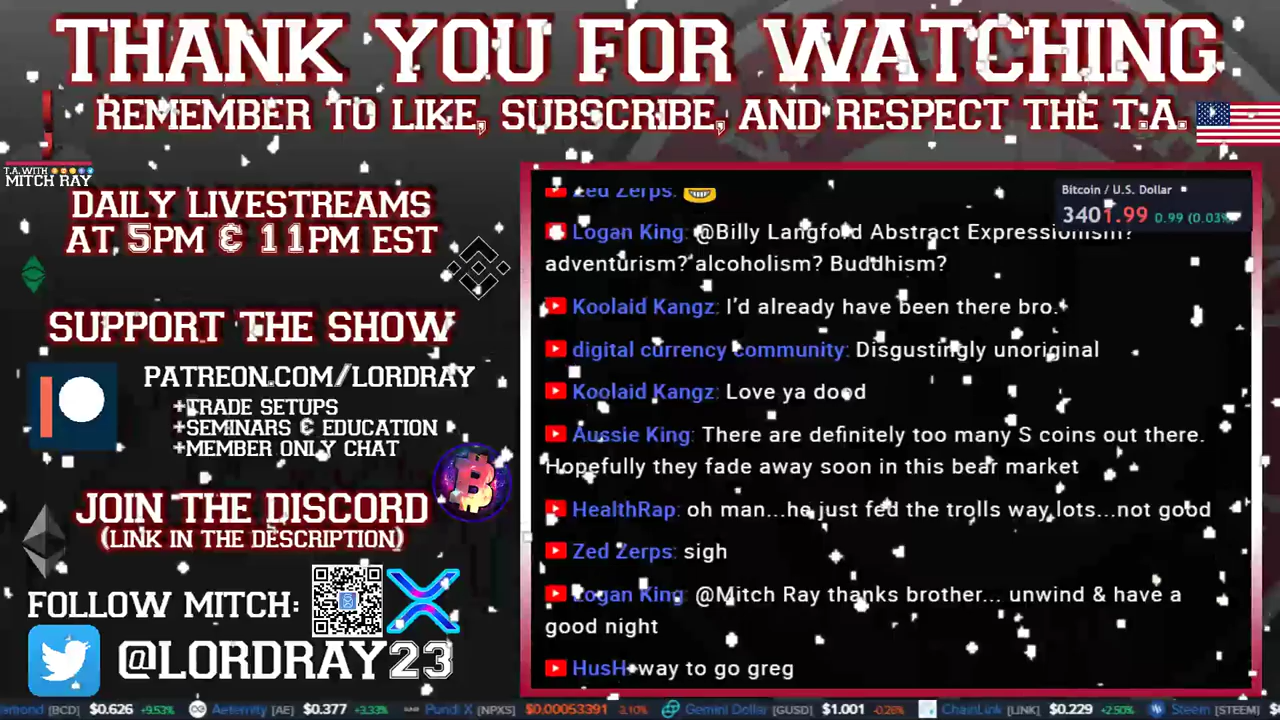 THANK YOU FOR WATCHING
REMEMBER TO LIKE, SUBSCRIBE, AND RESPECT THE T.A.
T.A. WITH
MITCH RAY
DAILY LIVESTREAMS
AT 5PM & 11PM EST
SUPPORT THE SHOW
PATREON.COM/LORDRAY
+TRADE SETUPS
+SEMINARS & EDUCATION
+MEMBER ONLY CHAT
JOIN THE DISCORD
(LINK IN THE DESCRIPTION)
FOLLOW MITCH:
@LORDRAY23
Bitcoin / U.S. Dollar
3401.99 0.99 (0.03%)
Zed Zerps: 😁
Logan King: @Billy Langford Abstract Expressionism?
adventurism? alcoholism? Buddhism?
Koolaid Kangz: I'd already have been there bro.
digital currency community: Disgustingly unoriginal
Koolaid Kangz: Love ya dood
Aussie King: There are definitely too many S coins out there.
Hopefully they fade away soon in this bear market
HealthRap: oh man...he just fed the trolls way lots...not good
Zed Zerps: sigh
Logan King: @Mitch Ray thanks brother... unwind & have a
good night
HusH: way to go greg
[BCD] $0.626 +9.53% Aeternity [AE] $0.377 +3.33% Pundi X [NPXS] $0.00053391 -3.10% Gemini Dollar [GUSD] $1.001 -0.26% ChainLink [LINK] $0.229 +2.50% Steem [STEEM]